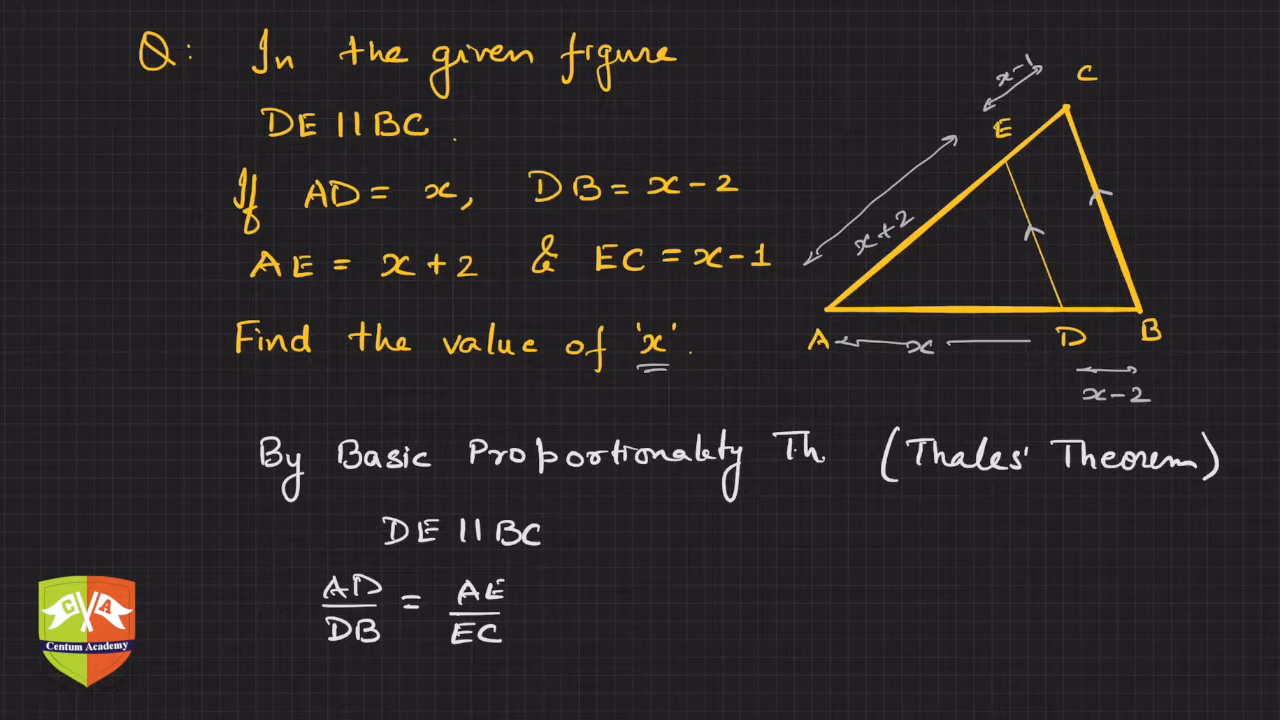 Q: In the given figure
DE || BC.
If AD = x, DB = x - 2
AE = x + 2 & EC = x - 1
Find the value of 'x'.
x-1
C
E
x+2
A
x
D
B
x-2
By Basic Proportionality Th. (Thales' Theorem)
DE || BC
AD/DB = AE/EC
C A
Centum Academy